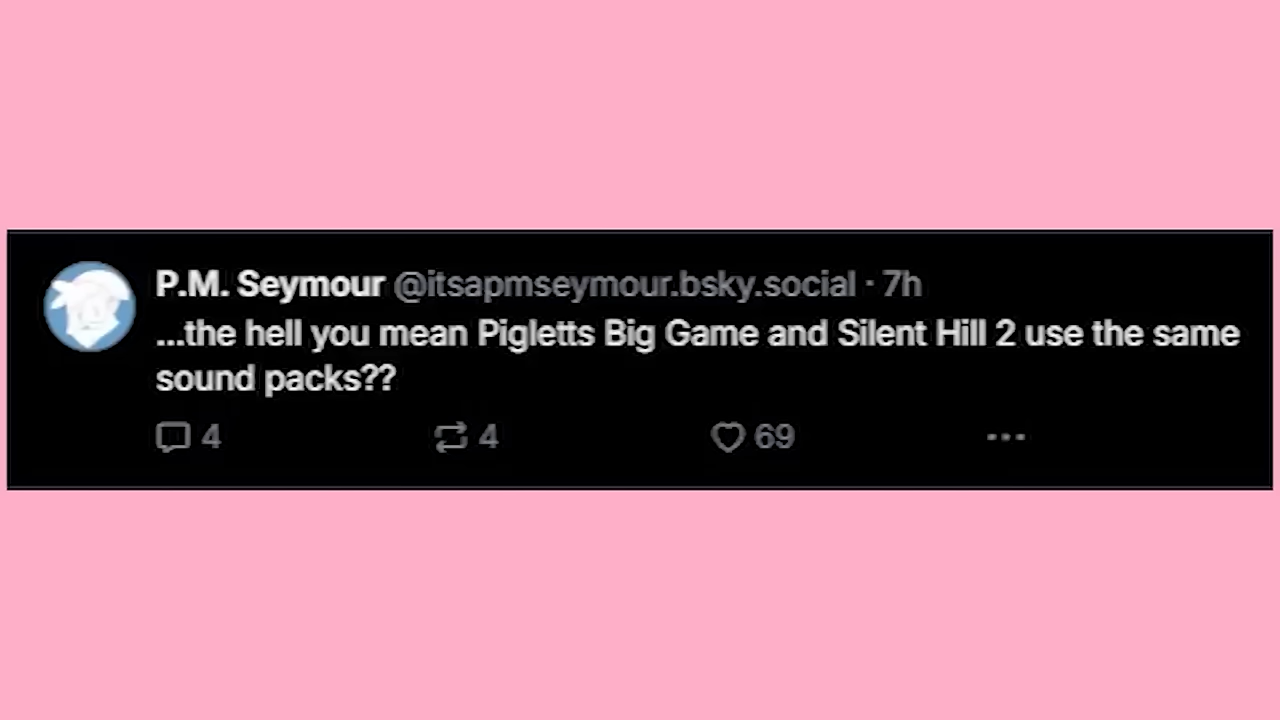 P.M. Seymour @itsapmseymour.bsky.social · 7h
...the hell you mean Pigletts Big Game and Silent Hill 2 use the same
sound packs??
4 4 69